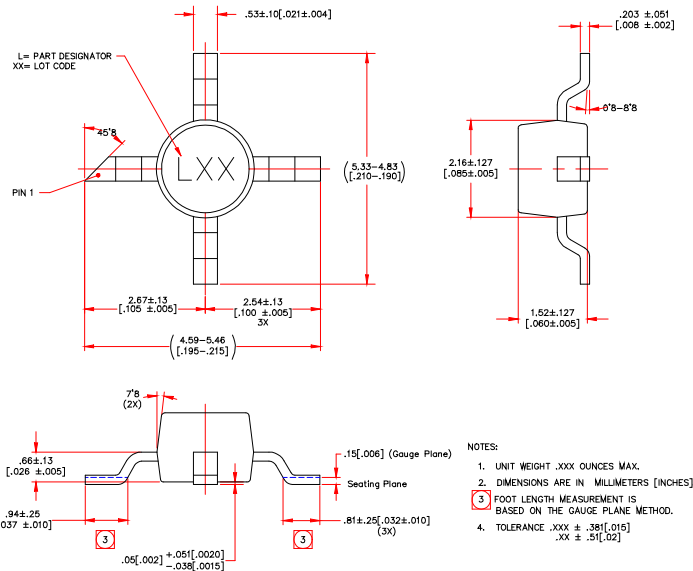 .53±.10[.021±.004]
.203 ±.051
[.008 ±.002]
L= PART DESIGNATOR
XX= LOT CODE
0°8-8°8
45°8
LXX
5.33-4.83
[.210-.190]
2.16±.127
[.085±.005]
PIN 1
2.67±.13
[.105 ±.005]
2.54±.13
[.100 ±.005]
3X
1.52±.127
[.060±.005]
4.59-5.46
[.195-.215]
7°8
(2X)
.66±.13
[.026 ±.005]
.15[.006] (Gauge Plane)
Seating Plane
.94±.25
037 ±.010]
.81±.25[.032±.010]
(3X)
3
3
.05[.002] +.051[.0020]
-.038[.0015]
NOTES:
1. UNIT WEIGHT .XXX OUNCES MAX.
2. DIMENSIONS ARE IN MILLIMETERS [INCHES]
3 FOOT LENGTH MEASUREMENT IS
BASED ON THE GAUGE PLANE METHOD.
4. TOLERANCE .XXX ± .381[.015]
.XX ± .51[.02]